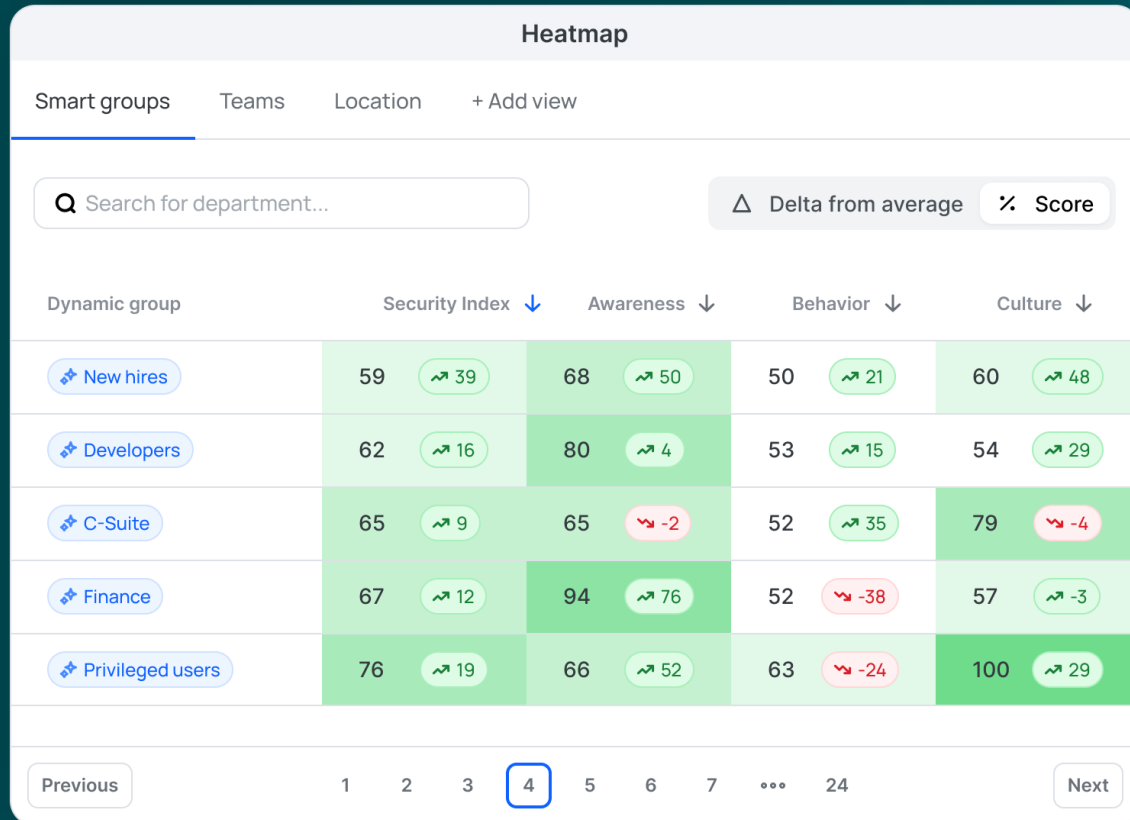 Heatmap
Smart groups Teams Location + Add view
Search for department... Delta from average Score
Dynamic group Security Index Awareness Behavior Culture
New hires 59 39 68 50 50 21 60 48
Developers 62 16 80 4 53 15 54 29
C-Suite 65 9 65 -2 52 35 79 -4
Finance 67 12 94 76 52 -38 57 -3
Privileged users 76 19 66 52 63 -24 100 29
Previous 1 2 3 4 5 6 7 ••• 24 Next